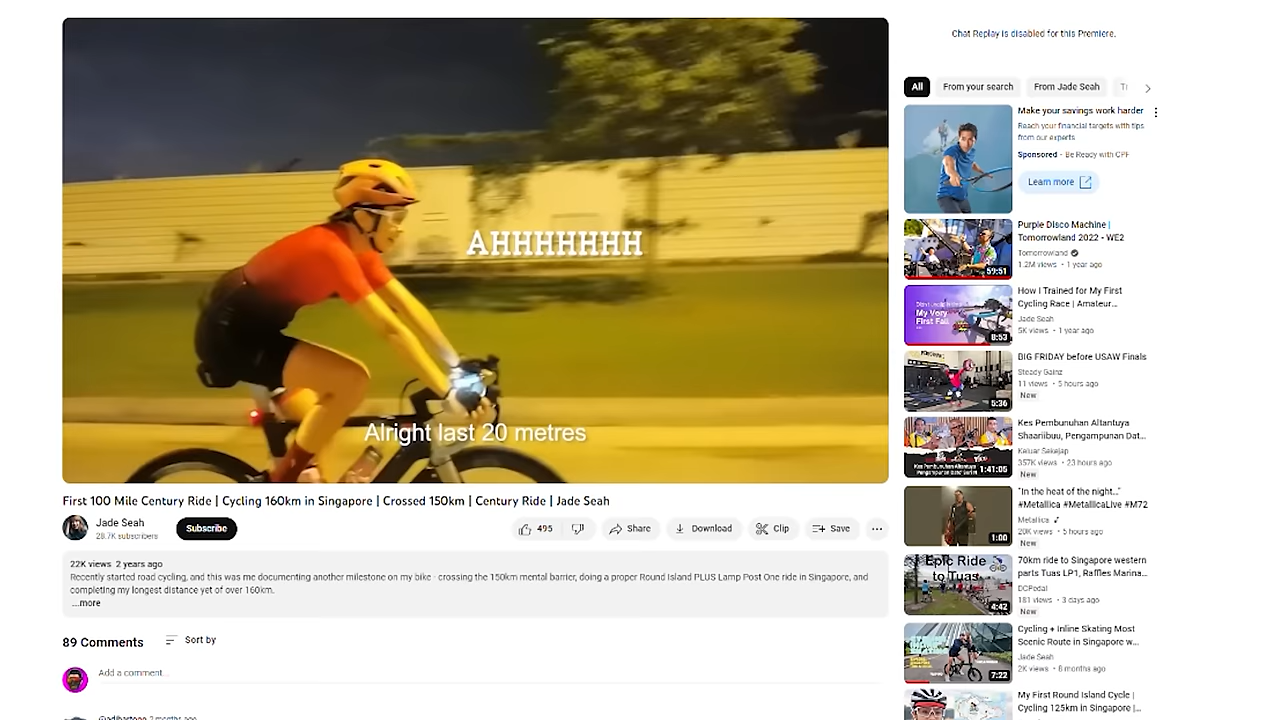 Chat Replay is disabled for this Premiere.
All
From your search
From Jade Seah
AHHHHHHH
Alright last 20 metres
First 100 Mile Century Ride | Cycling 160km in Singapore | Crossed 150km | Century Ride | Jade Seah
Jade Seah
28.7K subscribers
Subscribe
495
Share
Download
Clip
Save
22K views 2 years ago
Recently started road cycling, and this was me documenting another milestone on my bike - crossing the 150km mental barrier, doing a proper Round Island PLUS Lamp Post One ride in Singapore, and
completing my longest distance yet of over 160km.
...more
89 Comments
Sort by
Add a comment...
@adibastone 2 months ago
Make your savings work harder
Reach your financial targets with tips
from our experts
Sponsored · Be Ready with CPF
Learn more
59:51
Purple Disco Machine |
Tomorrowland 2022 - WE2
Tomorrowland
1.2M views • 1 year ago
My Very
First Fall
8:53
How I Trained for My First
Cycling Race | Amateur...
Jade Seah
5K views • 1 year ago
5:36
BIG FRIDAY before USAW Finals
Steady Gainz
11 views • 5 hours ago
New
1:41:05
Kes Pembunuhan Altantuya
Shaariibuu, Pengampunan Dat...
Keluar Sekejap
357K views • 23 hours ago
New
1:00
"In the heat of the night..."
#Metallica #MetallicaLive #M72
Metallica
20K views • 5 hours ago
New
Epic Ride
to Tuas
4:42
70km ride to Singapore western
parts Tuas LP1, Raffles Marina...
DCPedal
181 views • 3 days ago
New
7:22
Cycling + Inline Skating Most
Scenic Route in Singapore w...
Jade Seah
2K views • 8 months ago
My First Round Island Cycle |
Cycling 125km in Singapore |...